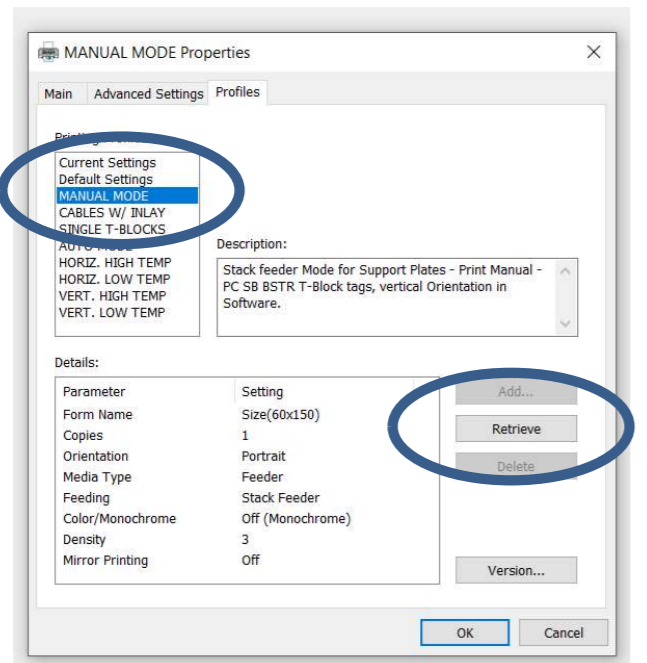 MANUAL MODE Properties
Main Advanced Settings Profiles
Current Settings
Default Settings
MANUAL MODE
CABLES W/ INLAY
SINGLE T-BLOCKS
AUTO MODE
HORIZ. HIGH TEMP
HORIZ. LOW TEMP
VERT. HIGH TEMP
VERT. LOW TEMP
Description:
Stack feeder Mode for Support Plates - Print Manual -
PC SB BSTR T-Block tags, vertical Orientation in
Software.
Details:
Parameter Setting
Form Name Size(60x150)
Copies 1
Orientation Portrait
Media Type Feeder
Feeding Stack Feeder
Color/Monochrome Off (Monochrome)
Density 3
Mirror Printing Off
Add...
Retrieve
Delete
Version...
OK Cancel